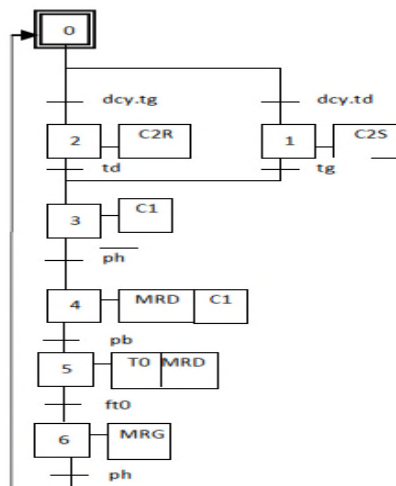 0
dcy.tg dcy.td
2 C2R 1 C2S
td tg
3 C1
ph
4 MRD C1
pb
5 T0 MRD
ft0
6 MRG
ph